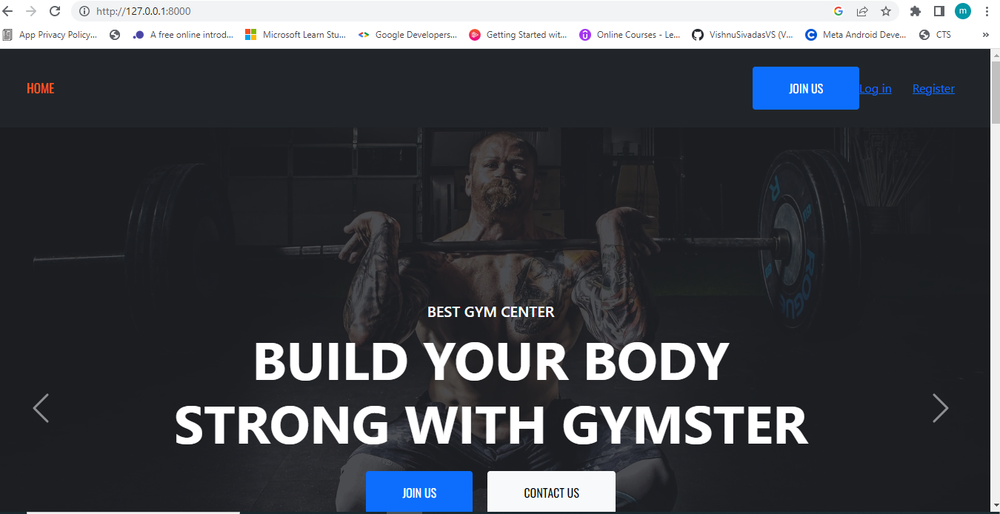 http://127.0.0.1:8000
m
App Privacy Policy...
A free online introd...
Microsoft Learn Stu...
Google Developers...
Getting Started wit...
Online Courses - Le...
VishnuSivadasVS (V...
Meta Android Deve...
CTS
»
HOME
JOIN US
Log in
Register
R
ROGUE
BEST GYM CENTER
BUILD YOUR BODY
STRONG WITH GYMSTER
JOIN US
CONTACT US